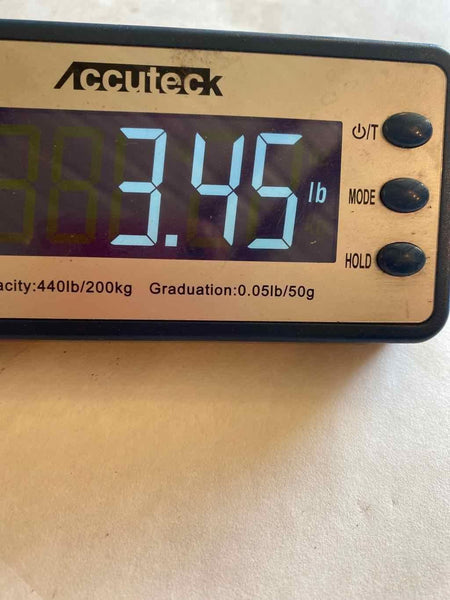 Accuteck
3.45 lb
⏻/T
MODE
HOLD
acity:440lb/200kg Graduation:0.05lb/50g